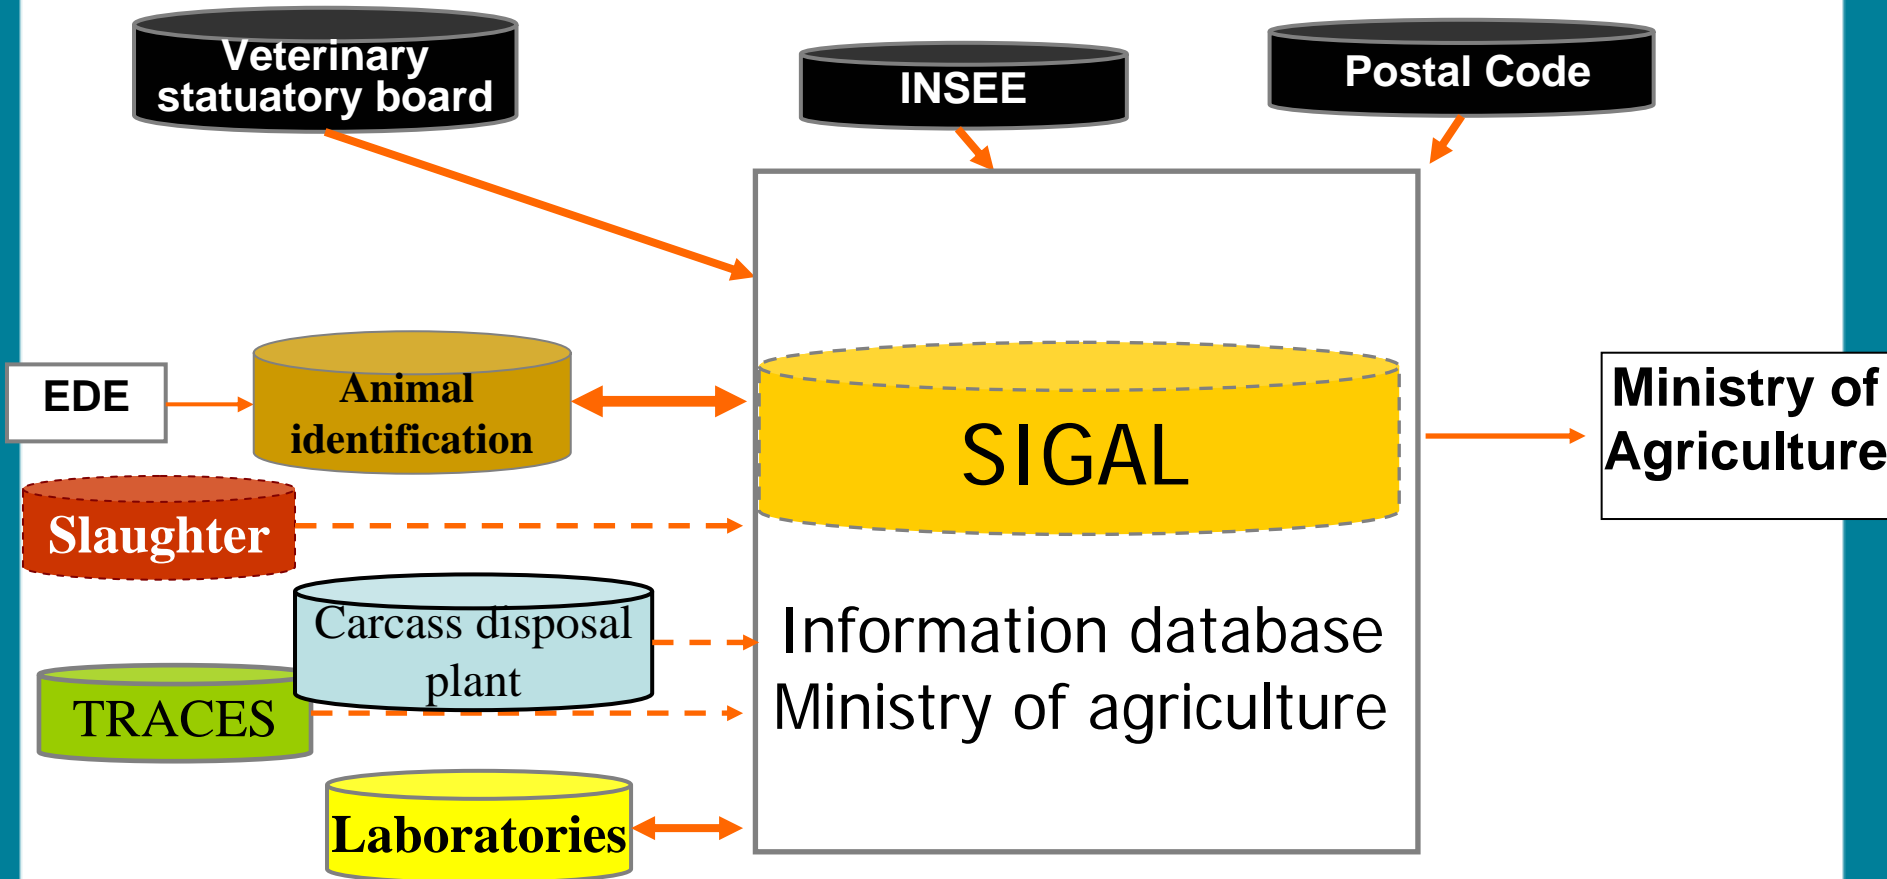 Veterinary
statuatory board
INSEE
Postal Code
EDE
Animal
identification
SIGAL
Ministry of
Agriculture
Slaughter
Carcass disposal
plant
Information database
Ministry of agriculture
TRACES
Laboratories